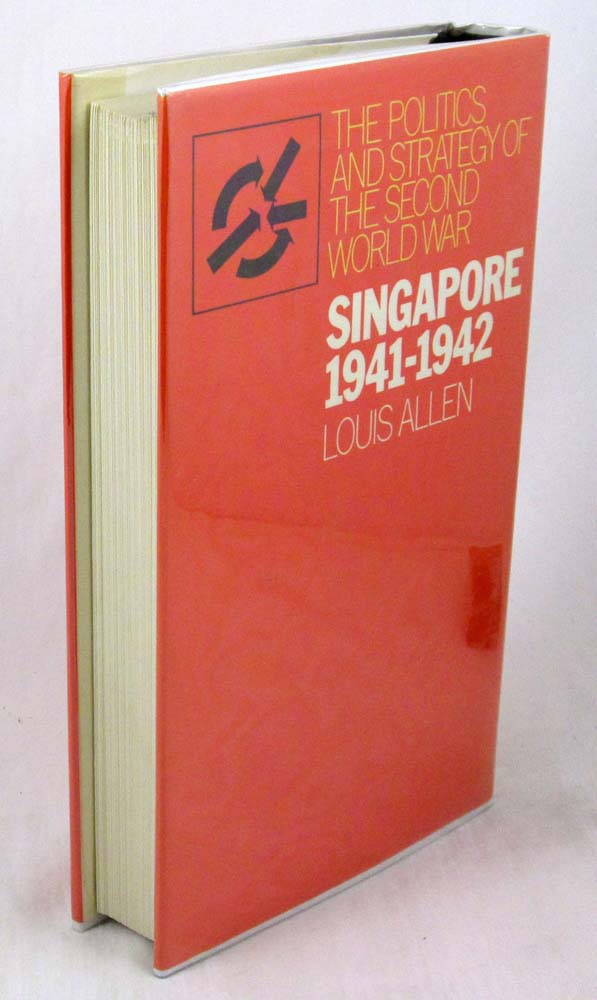 THE POLITICS
AND STRATEGY OF
THE SECOND
WORLD WAR
SINGAPORE
1941-1942
LOUIS ALLEN